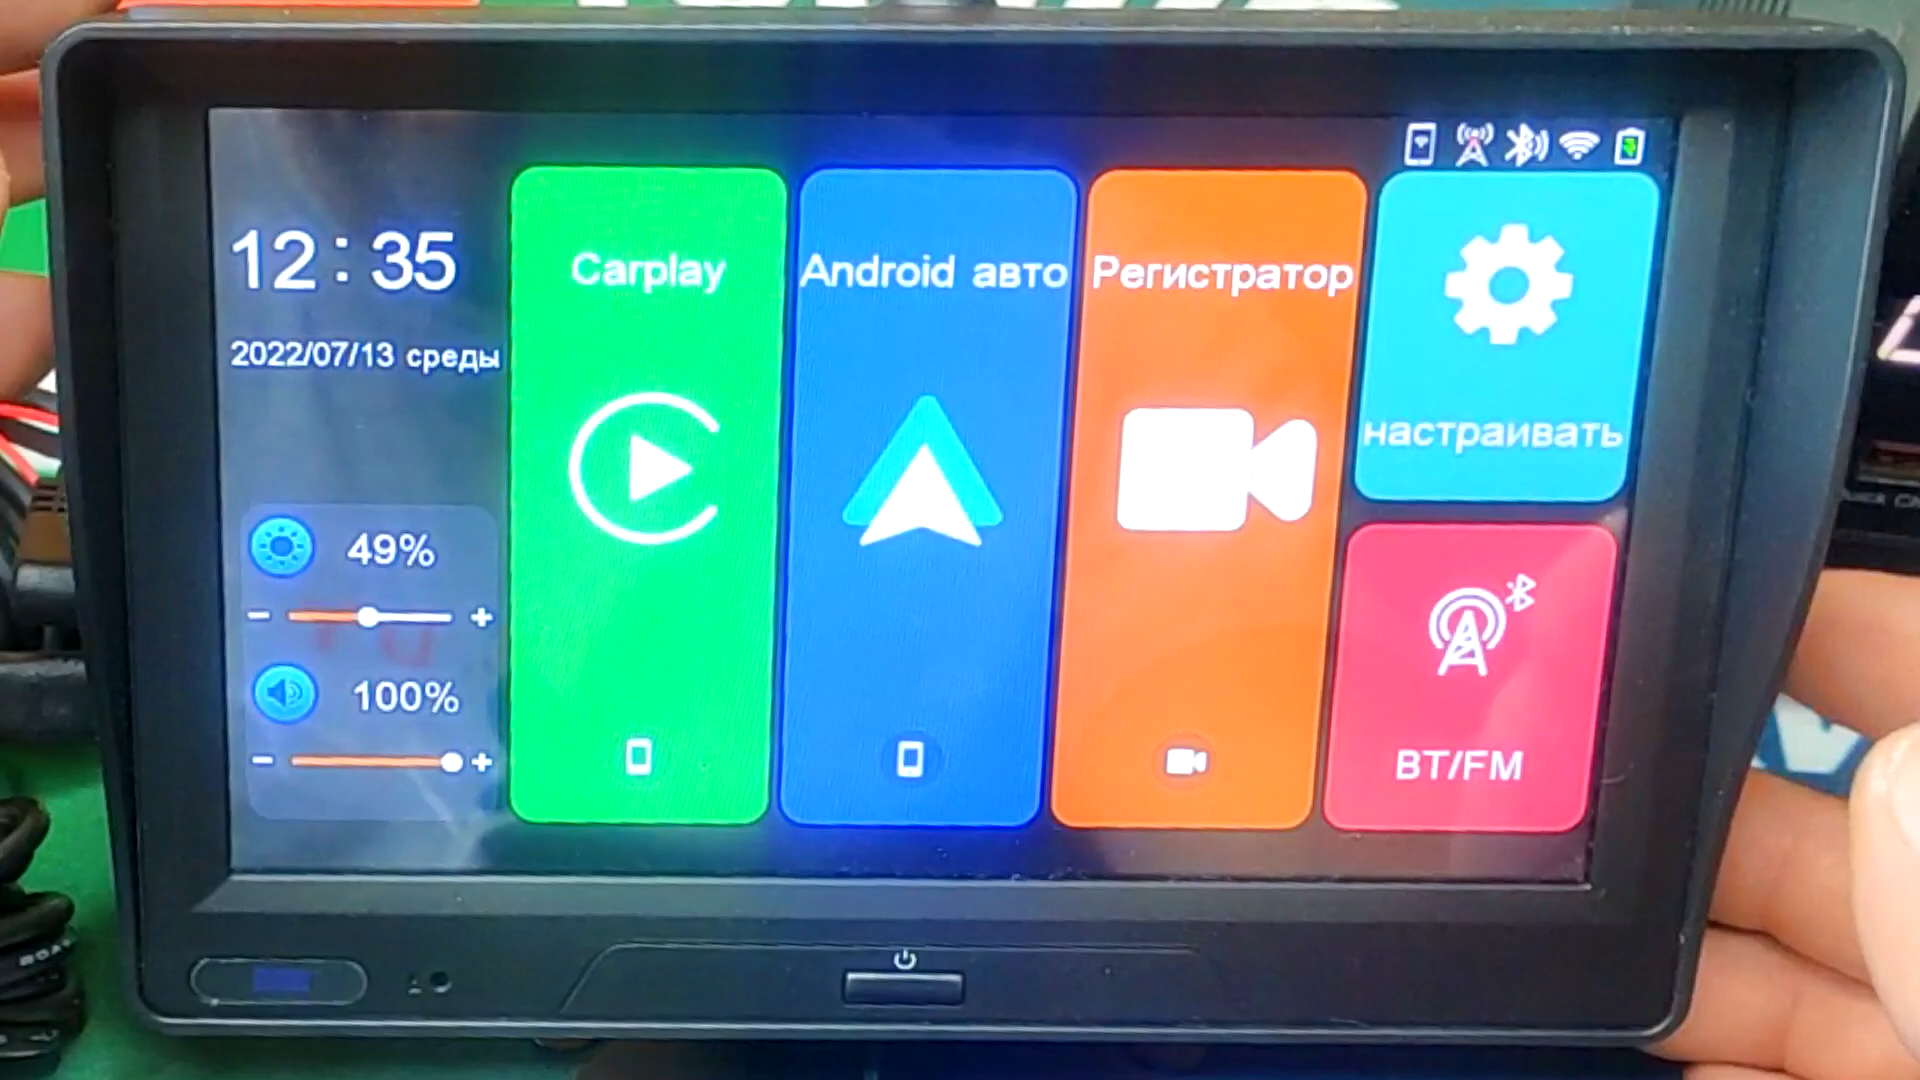 12:35
2022/07/13 среды
49%
- +
100%
- +
Carplay
Android авто
Регистратор
настраивать
BT/FM